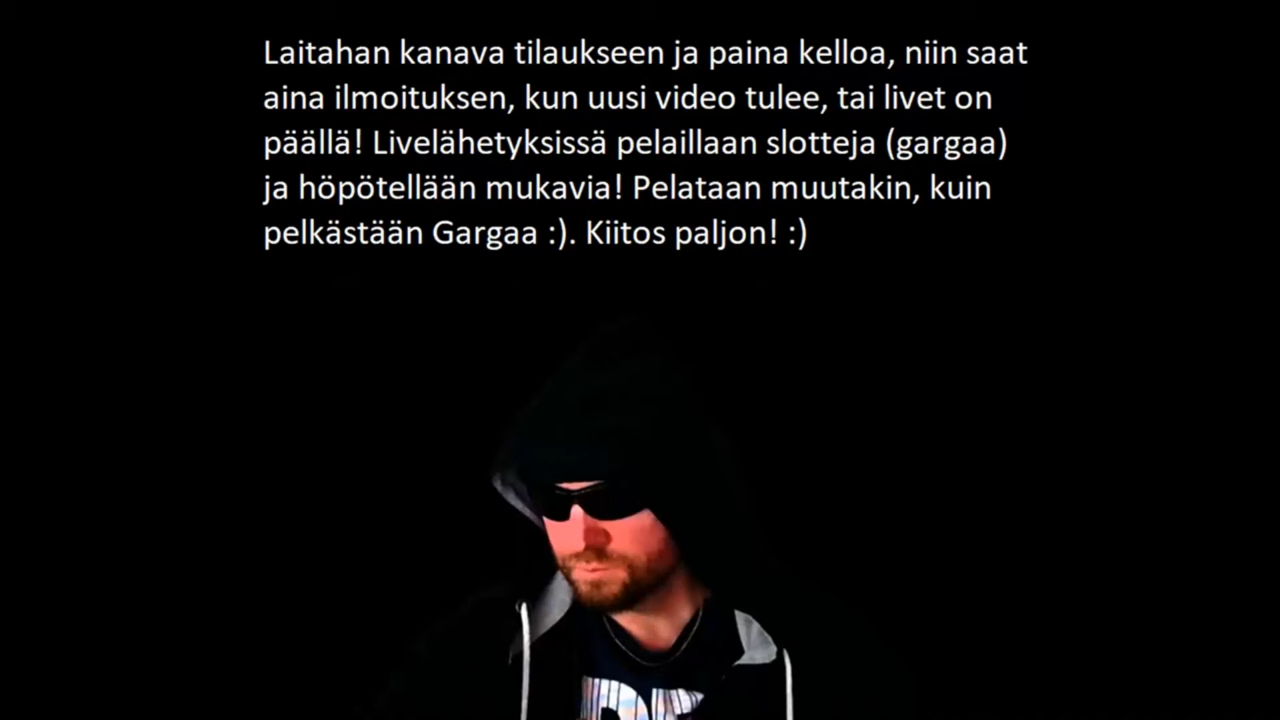 Laitahan kanava tilaukseen ja paina kelloa, niin saat
aina ilmoituksen, kun uusi video tulee, tai livet on
päällä! Livelähetyksissä pelaillaan slotteja (gargaa)
ja höpötellään mukavia! Pelataan muutakin, kuin
pelkästään Gargaa :). Kiitos paljon! :)